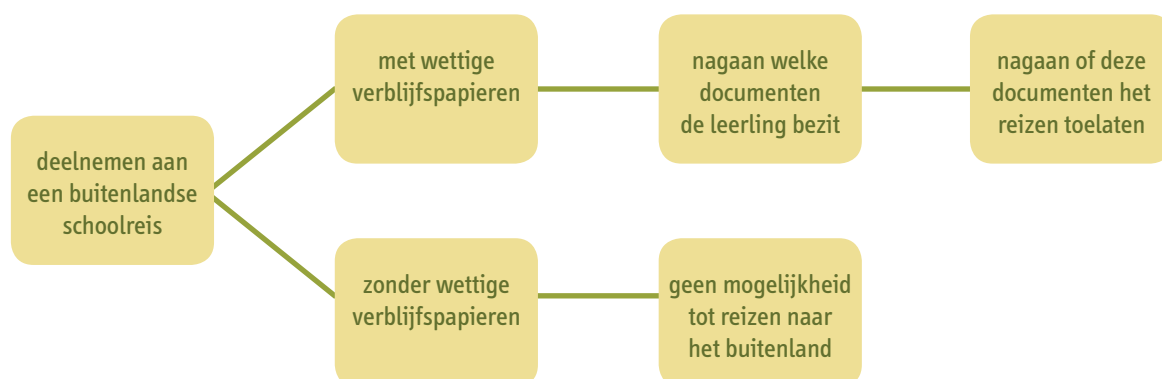 deelnemen aan
een buitenlandse
schoolreis
met wettige
verblijfspapieren
nagaan welke
documenten
de leerling bezit
nagaan of deze
documenten het
reizen toelaten
zonder wettige
verblijfspapieren
geen mogelijkheid
tot reizen naar
het buitenland